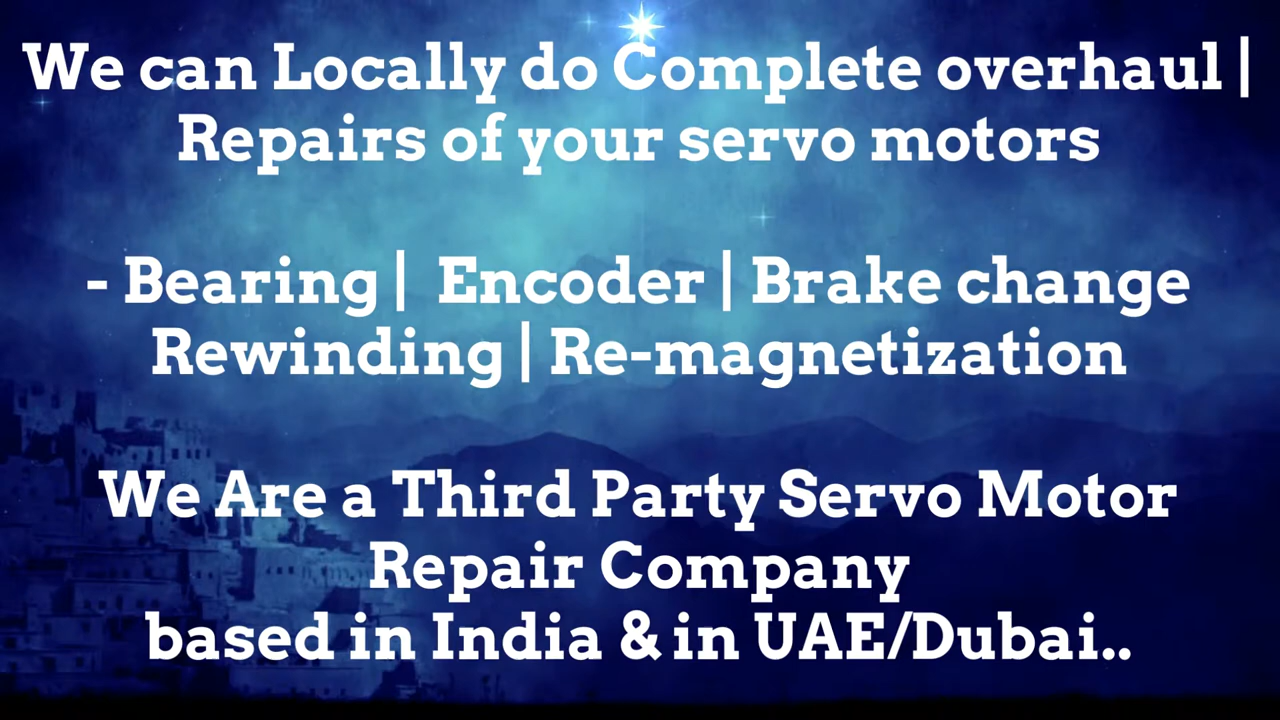 We can Locally do Complete overhaul |
Repairs of your servo motors
- Bearing | Encoder | Brake change
Rewinding | Re-magnetization
We Are a Third Party Servo Motor
Repair Company
based in India & in UAE/Dubai..